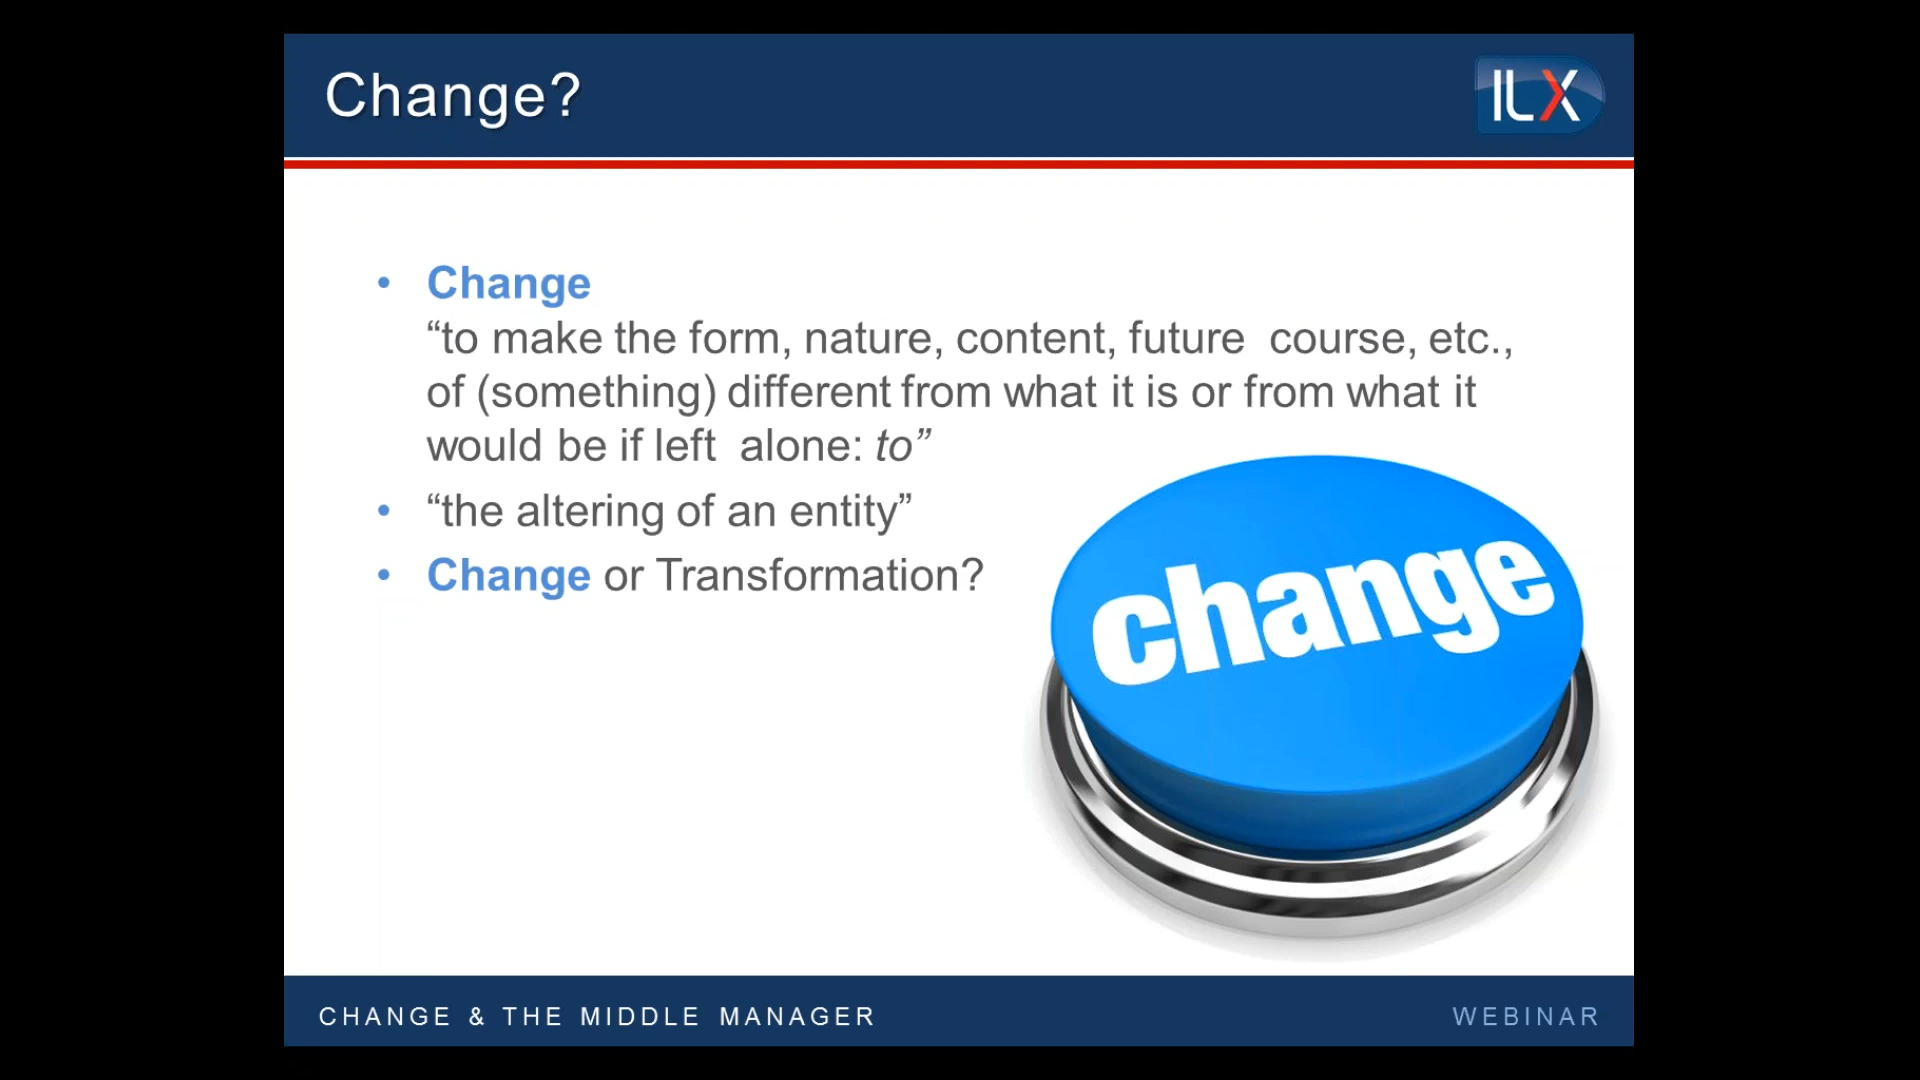 Change?
ILX
• Change
“to make the form, nature, content, future  course, etc.,
of (something) different from what it is or from what it
would be if left  alone: to”
• “the altering of an entity”
• Change or Transformation?
change
CHANGE & THE MIDDLE MANAGER
WEBINAR